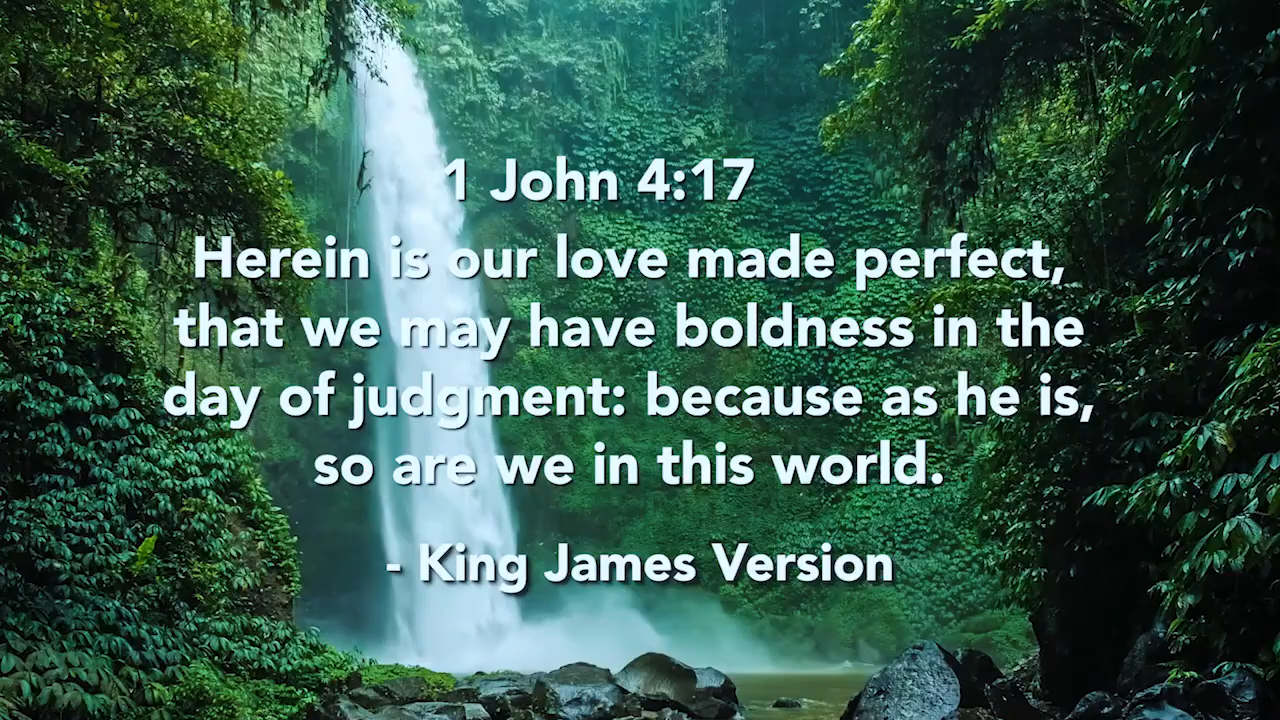 1 John 4:17
Herein is our love made perfect,
that we may have boldness in the
day of judgment: because as he is,
so are we in this world.
- King James Version